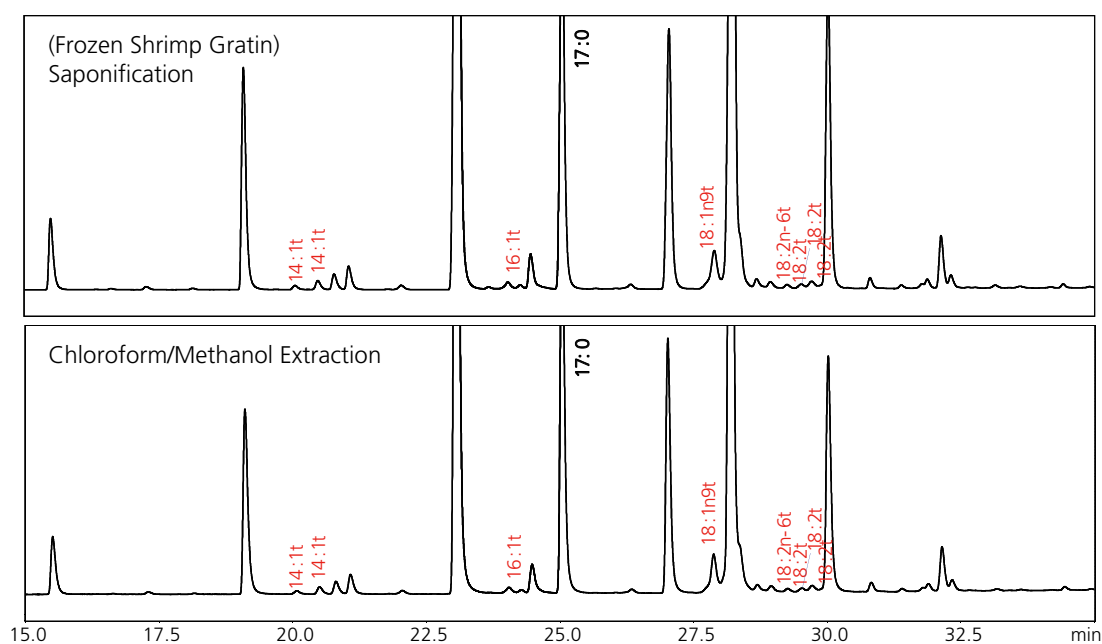 (Frozen Shrimp Gratin)
Saponification
17:0
14:1t
14:1t
16:1t
18:1n9t
18:2n-6t
18:2t
18:2t
18:2t
Chloroform/Methanol Extraction
17:0
14:1t
14:1t
16:1t
18:1n9t
18:2n-6t
18:2t
18:2t
18:2t
15.0 17.5 20.0 22.5 25.0 27.5 30.0 32.5 min